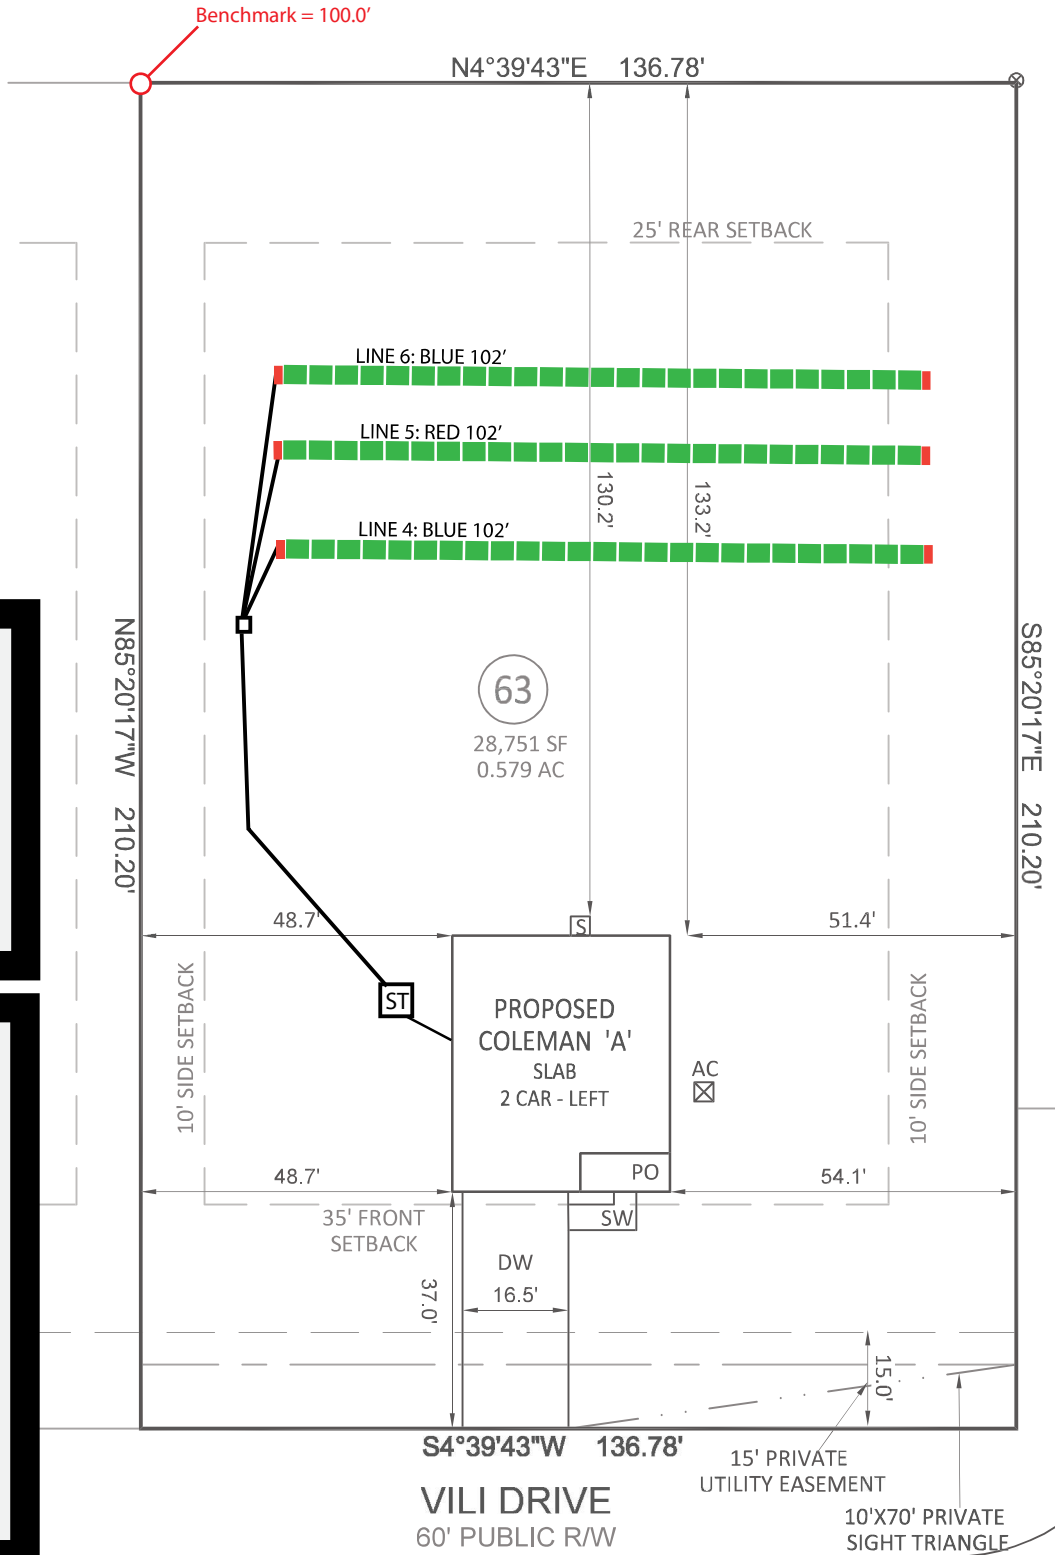 Benchmark = 100.0'
N4°39'43"E 136.78'
25' REAR SETBACK
LINE 6: BLUE 102'
LINE 5: RED 102'
130.2'
133.2'
LINE 4: BLUE 102'
N85°20'17"W 210.20'
S85°20'17"E 210.20'
63
28,751 SF
0.579 AC
48.7'
S
51.4'
10' SIDE SETBACK
ST
PROPOSED
COLEMAN 'A'
SLAB
2 CAR - LEFT
AC
10' SIDE SETBACK
PO
48.7'
54.1'
35' FRONT
SETBACK
SW
DW
16.5'
37.0'
15.0'
S4°39'43"W 136.78'
15' PRIVATE
UTILITY EASEMENT
VILI DRIVE
60' PUBLIC R/W
10'X70' PRIVATE
SIGHT TRIANGLE